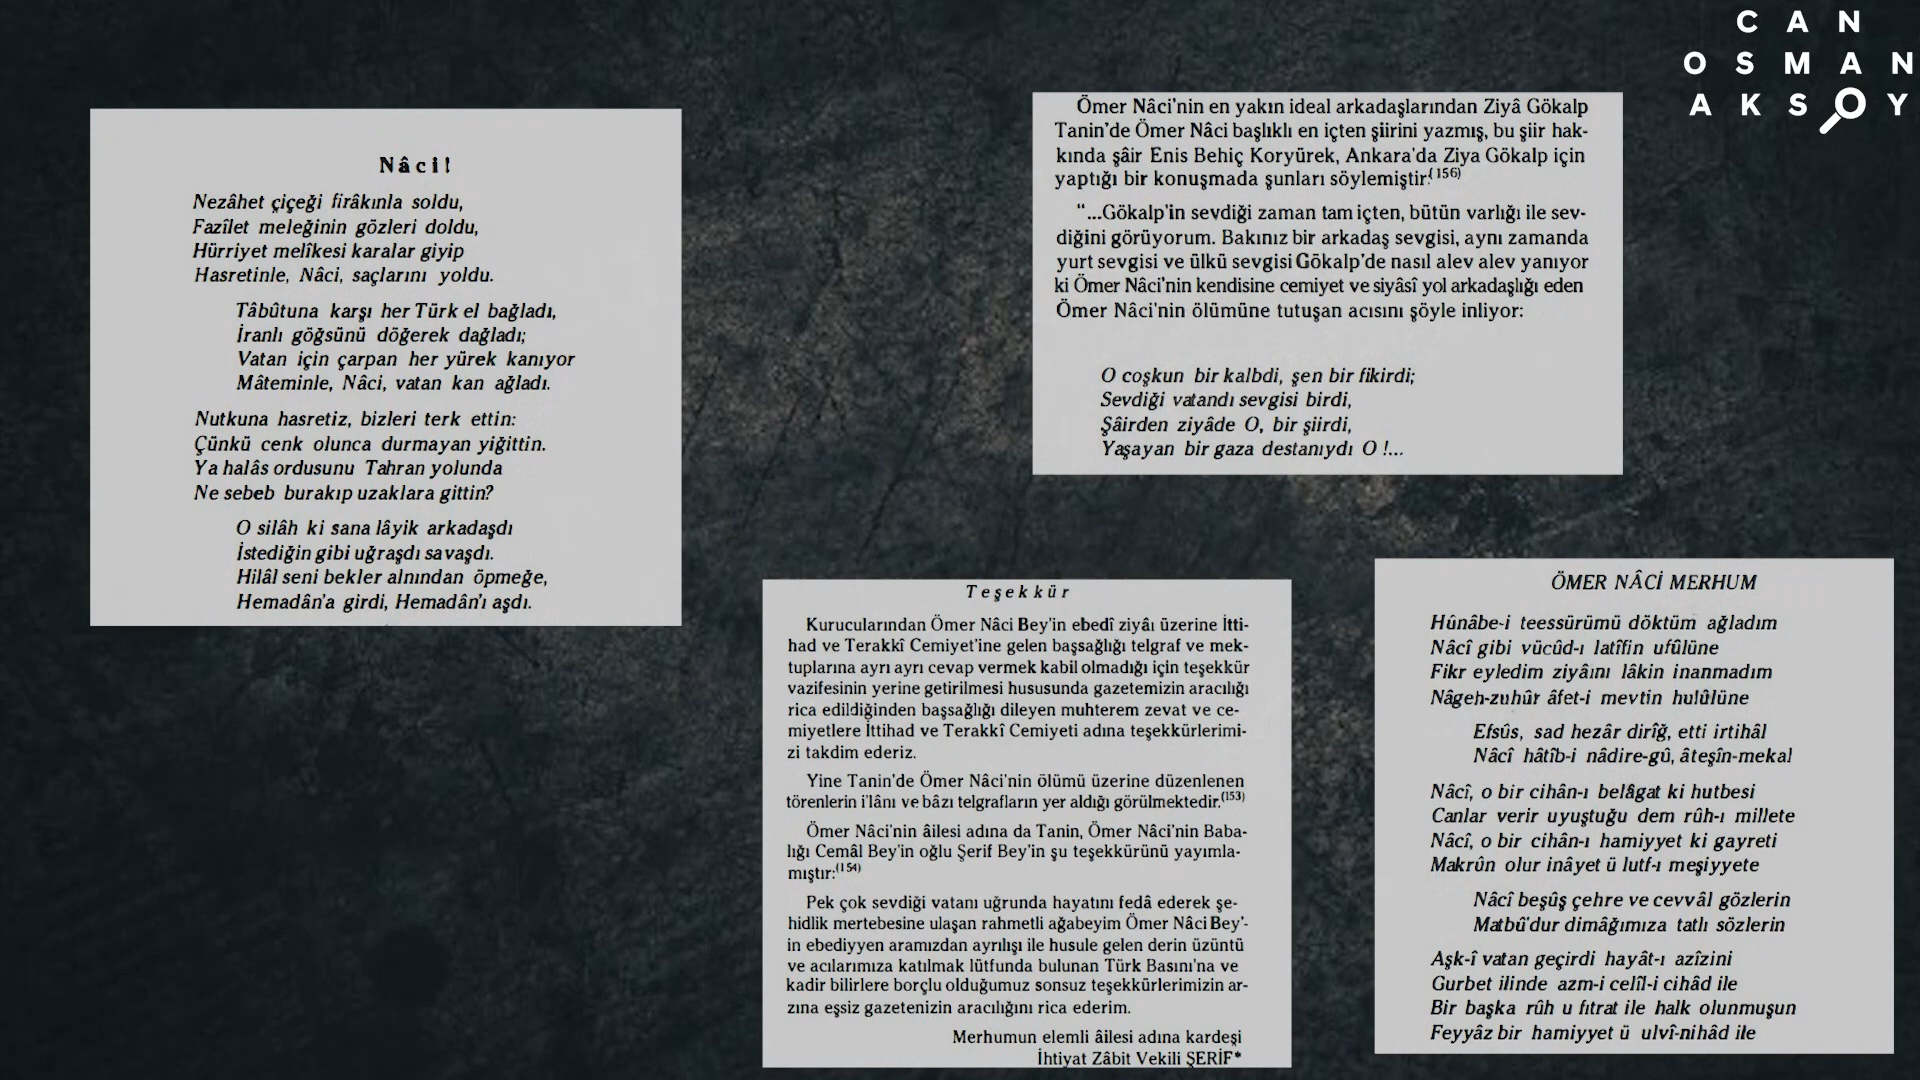 CAN
OSMAN
AKSOY
Nâci!
Nezâhet çiçeği firâkınla soldu,
Fazîlet meleğinin gözleri doldu,
Hürriyet melîkesi karalar giyip
Hasretinle, Nâci, saçlarını yoldu.
Tâbûtuna karşı her Türk el bağladı,
İranlı göğsünü döğerek dağladı;
Vatan için çarpan her yürek kanıyor
Mâteminle, Nâci, vatan kan ağladı.
Nutkuna hasretiz, bizleri terk ettin:
Çünkü cenk olunca durmayan yiğittin.
Ya halâs ordusunu Tahran yolunda
Ne sebeb burakıp uzaklara gittin?
O silâh ki sana lâyik arkadaşdı
İstediğin gibi uğraşdı savaşdı.
Hilâl seni bekler alnından öpmeğe,
Hemadân'a girdi, Hemadân'ı aşdı.
Ömer Nâci'nin en yakın ideal arkadaşlarından Ziyâ Gökalp
Tanin'de Ömer Nâci başlıklı en içten şiirini yazmış, bu şiir hak-
kında şâir Enis Behiç Koryürek, Ankara'da Ziya Gökalp için
yaptığı bir konuşmada şunları söylemiştir:(156)
"...Gökalp'in sevdiği zaman tam içten, bütün varlığı ile sev-
diğini görüyorum. Bakınız bir arkadaş sevgisi, aynı zamanda
yurt sevgisi ve ülkü sevgisi Gökalp'de nasıl alev alev yanıyor
ki Ömer Nâci'nin kendisine cemiyet ve siyâsî yol arkadaşlığı eden
Ömer Nâci'nin ölümüne tutuşan acısını şöyle inliyor:
O coşkun bir kalbdi, şen bir fikirdi;
Sevdiği vatandı sevgisi birdi,
Şâirden ziyâde O, bir şiirdi,
Yaşayan bir gaza destanıydı O !...
Teşekkür
Kurucularından Ömer Nâci Bey'in ebedî ziyâı üzerine İtti-
had ve Terakkî Cemiyet'ine gelen başsağlığı telgraf ve mek-
tuplarına ayrı ayrı cevap vermek kabil olmadığı için teşekkür
vazifesinin yerine getirilmesi hususunda gazetemizin aracılığı
rica edildiğinden başsağlığı dileyen muhterem zevat ve ce-
miyetlere İttihad ve Terakkî Cemiyeti adına teşekkürlerimi-
zi takdim ederiz.
Yine Tanin'de Ömer Nâci'nin ölümü üzerine düzenlenen
törenlerin i'lânı ve bâzı telgrafların yer aldığı görülmektedir.(153)
Ömer Nâci'nin âilesi adına da Tanin, Ömer Nâci'nin Baba-
lığı Cemâl Bey'in oğlu Şerif Bey'in şu teşekkürünü yayımla-
mıştır:(154)
Pek çok sevdiği vatanı uğrunda hayatını fedâ ederek şe-
hidlik mertebesine ulaşan rahmetli ağabeyim Ömer Nâci Bey'-
in ebediyyen aramızdan ayrılışı ile husule gelen derin üzüntü
ve acılarımıza katılmak lütfunda bulunan Türk Basını'na ve
kadir bilirlere borçlu olduğumuz sonsuz teşekkürlerimizin ar-
zına eşsiz gazetenizin aracılığını rica ederim.
Merhumun elemli âilesi adına kardeşi
İhtiyat Zâbit Vekili ŞERİF*
ÖMER NÂCİ MERHUM
Hûnâbe-i teessürümü döktüm ağladım
Nâcî gibi vücûd-ı latîfin ufûlüne
Fikr eyledim ziyâını lâkin inanmadım
Nâgeh-zuhûr âfet-i mevtin hulûlüne
Efsûs, sad hezâr dirîğ, etti irtihâl
Nâcî hâtîb-i nâdire-gû, âteşîn-mekal
Nâcî, o bir cihân-ı belâgat ki hutbesi
Canlar verir uyuştuğu dem rûh-ı millete
Nâcî, o bir cihân-ı hamiyyet ki gayreti
Makrûn olur inâyet ü lutf-ı meşiyyete
Nâcî beşûş çehre ve cevvâl gözlerin
Matbû'dur dimâğımıza tatlı sözlerin
Aşk-î vatan geçirdi hayât-ı azîzini
Gurbet ilinde azm-i celîl-i cihâd ile
Bir başka rûh u fıtrat ile halk olunmuşun
Feyyâz bir hamiyyet ü ulvî-nihâd ile